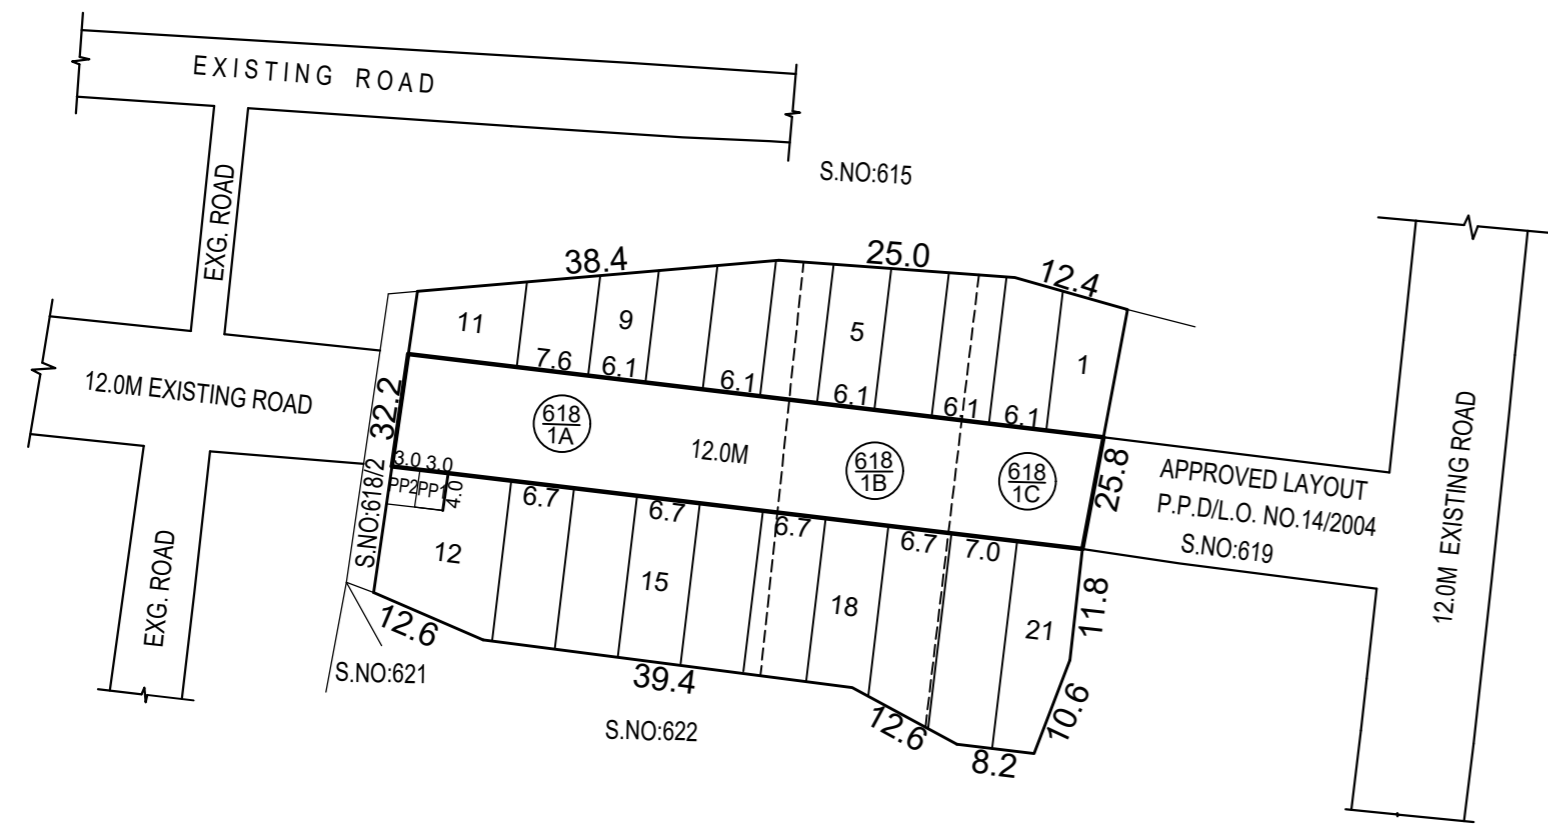 EXISTING ROAD
S.NO:615
EXG. ROAD
38.4
25.0
12.4
11
9
5
1
7.6
6.1
6.1
6.1
6.1
6.1
12.0M EXISTING ROAD
32.2
618
1A
12.0M
618
1B
618
1C
25.8
APPROVED LAYOUT
P.P.D/L.O. NO.14/2004
S.NO:619
12.0M EXISTING ROAD
3.0
3.0
PP2
PP1
4.0
S.NO:618/2
6.7
6.7
6.7
6.7
7.0
12
15
18
21
11.8
EXG. ROAD
12.6
S.NO:621
39.4
12.6
10.6
8.2
S.NO:622